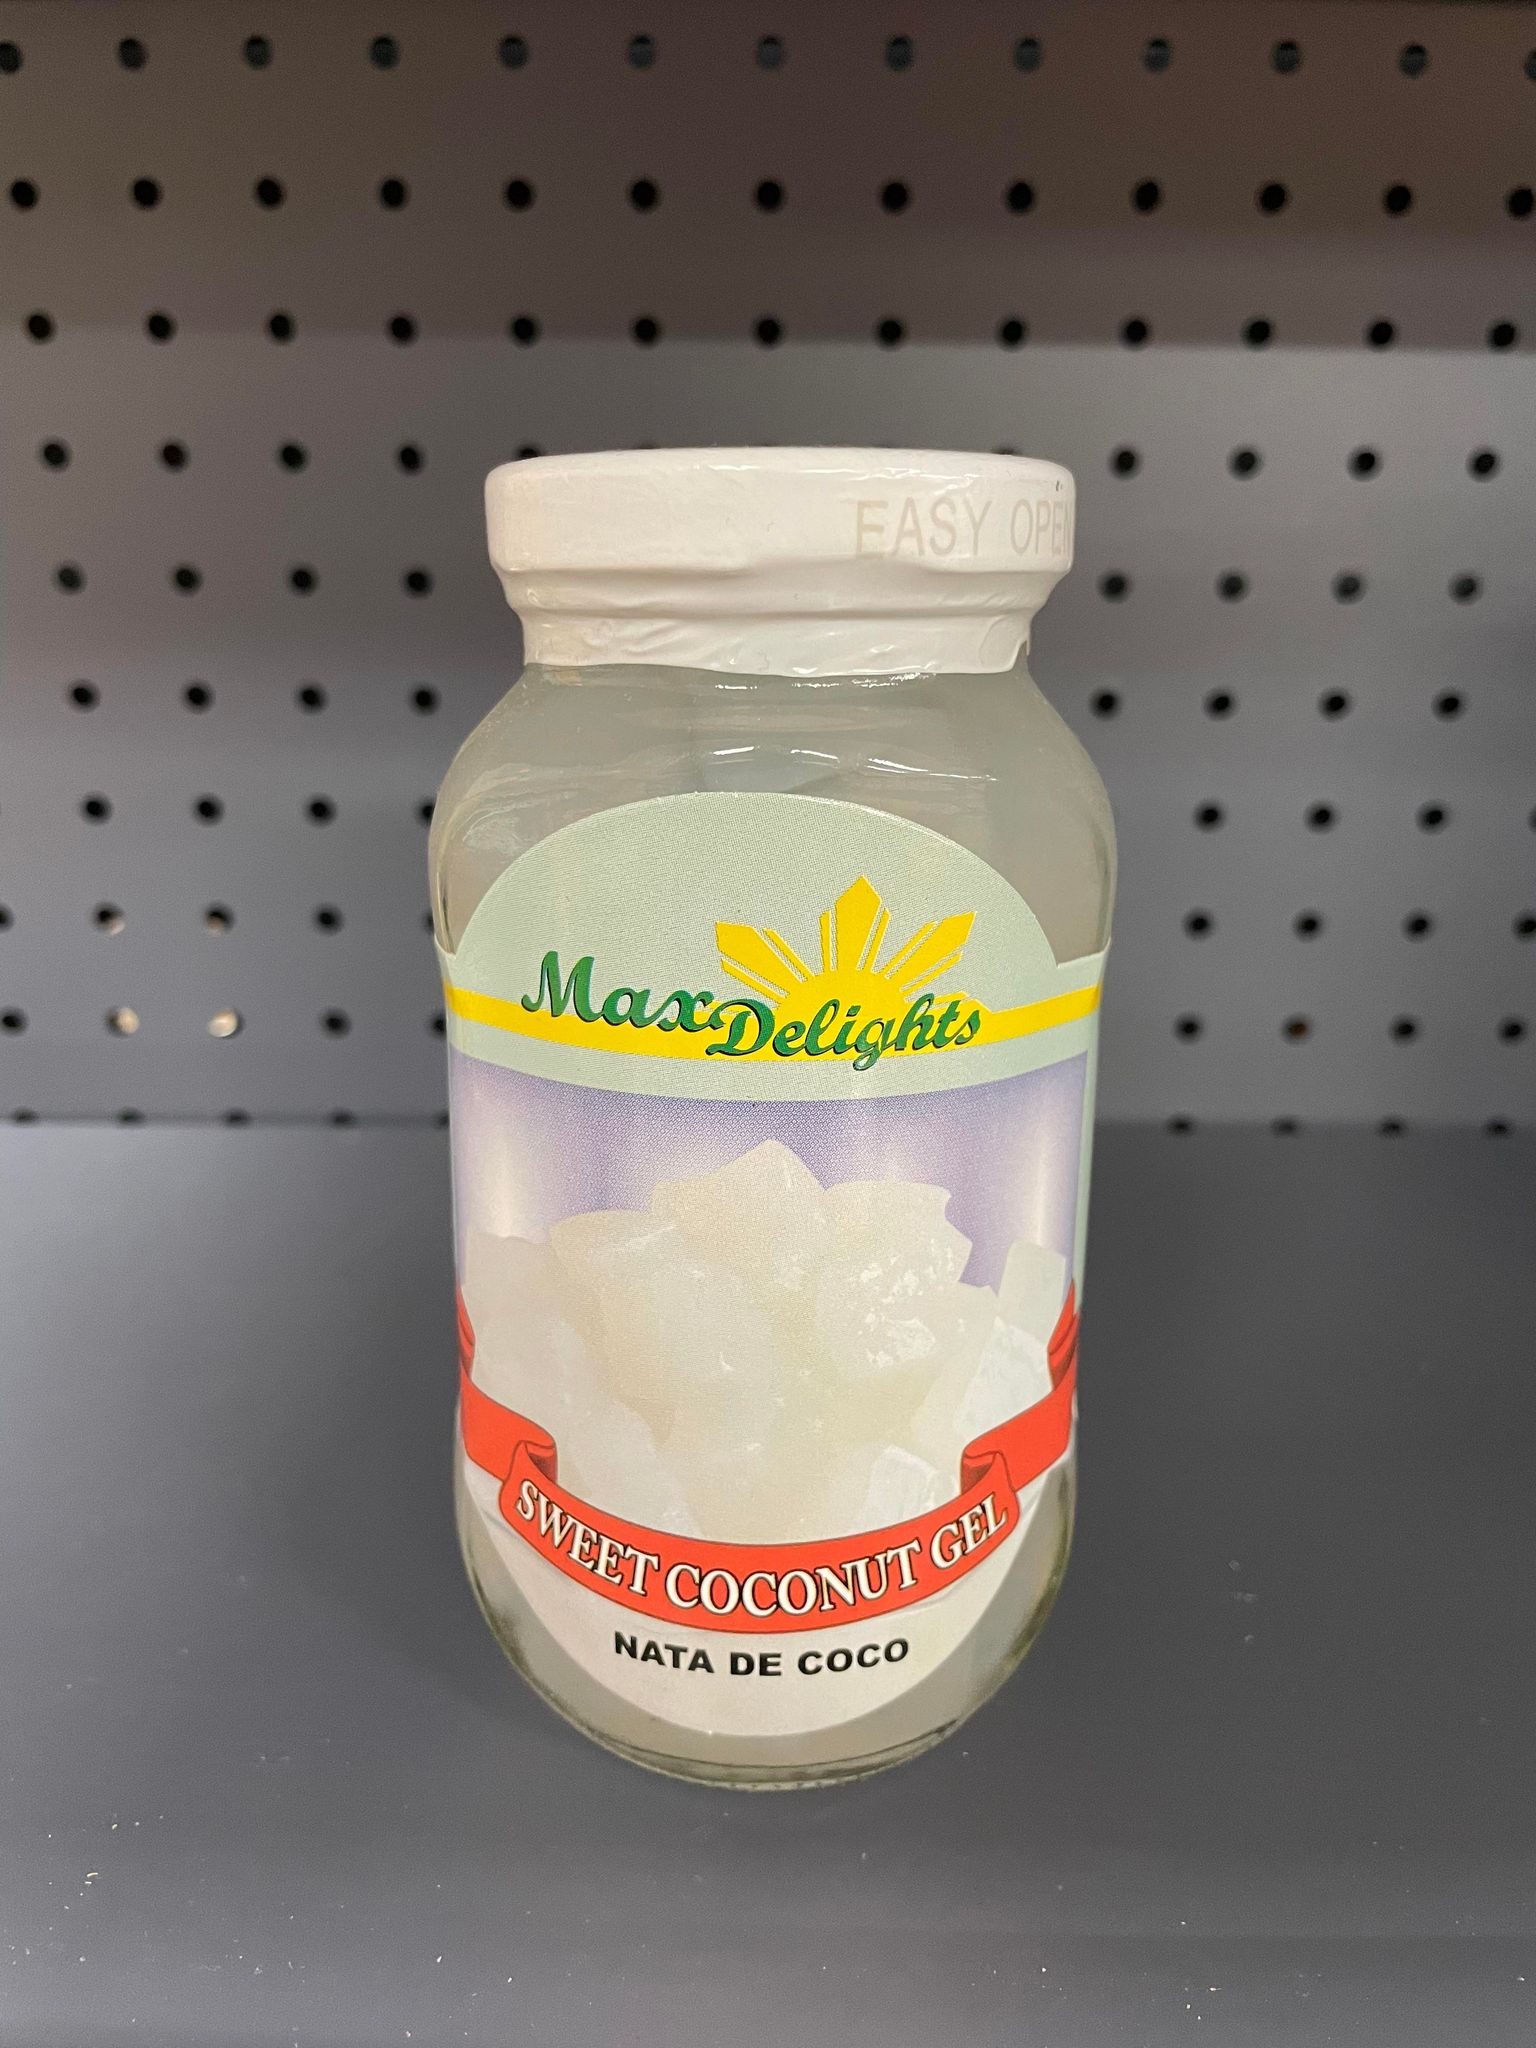 EASY OPEN
Max Delights
SWEET COCONUT GEL
NATA DE COCO